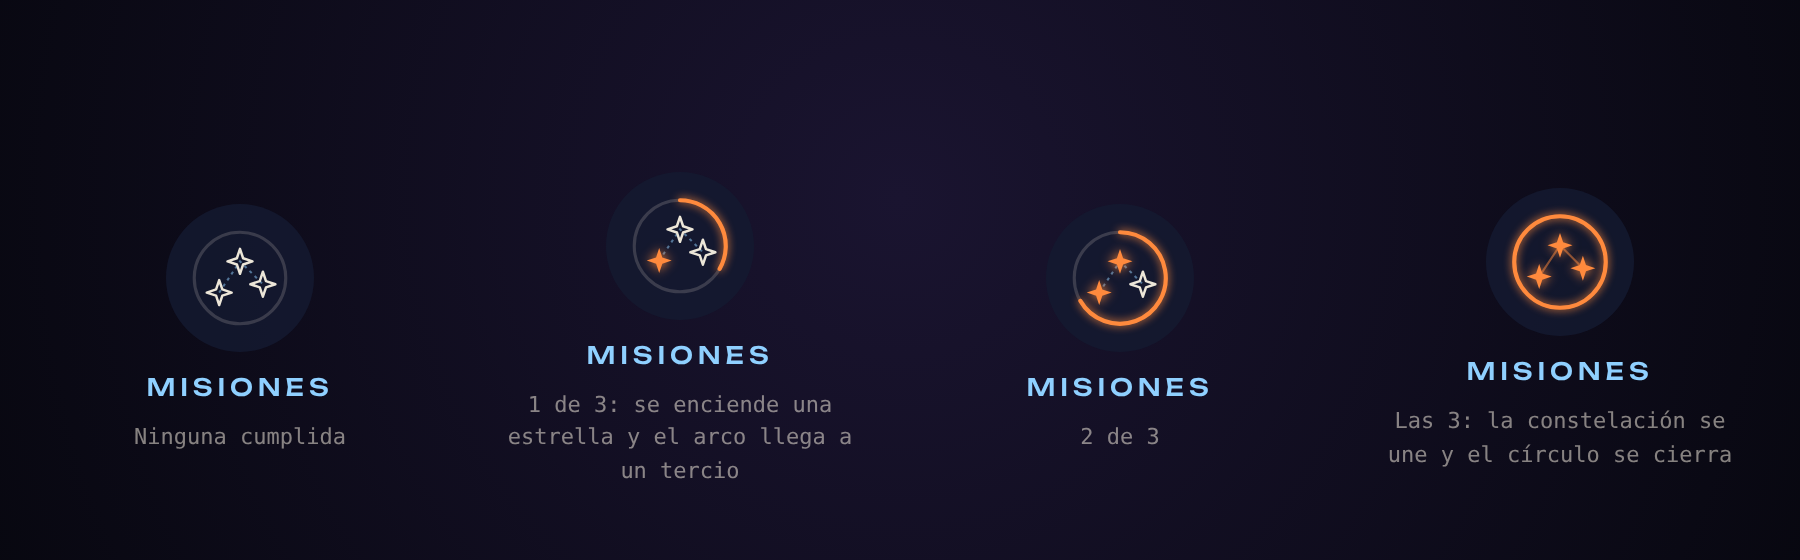 MISIONES
Ninguna cumplida
MISIONES
1 de 3: se enciende una
estrella y el arco llega a
un tercio
MISIONES
2 de 3
MISIONES
Las 3: la constelación se
une y el círculo se cierra